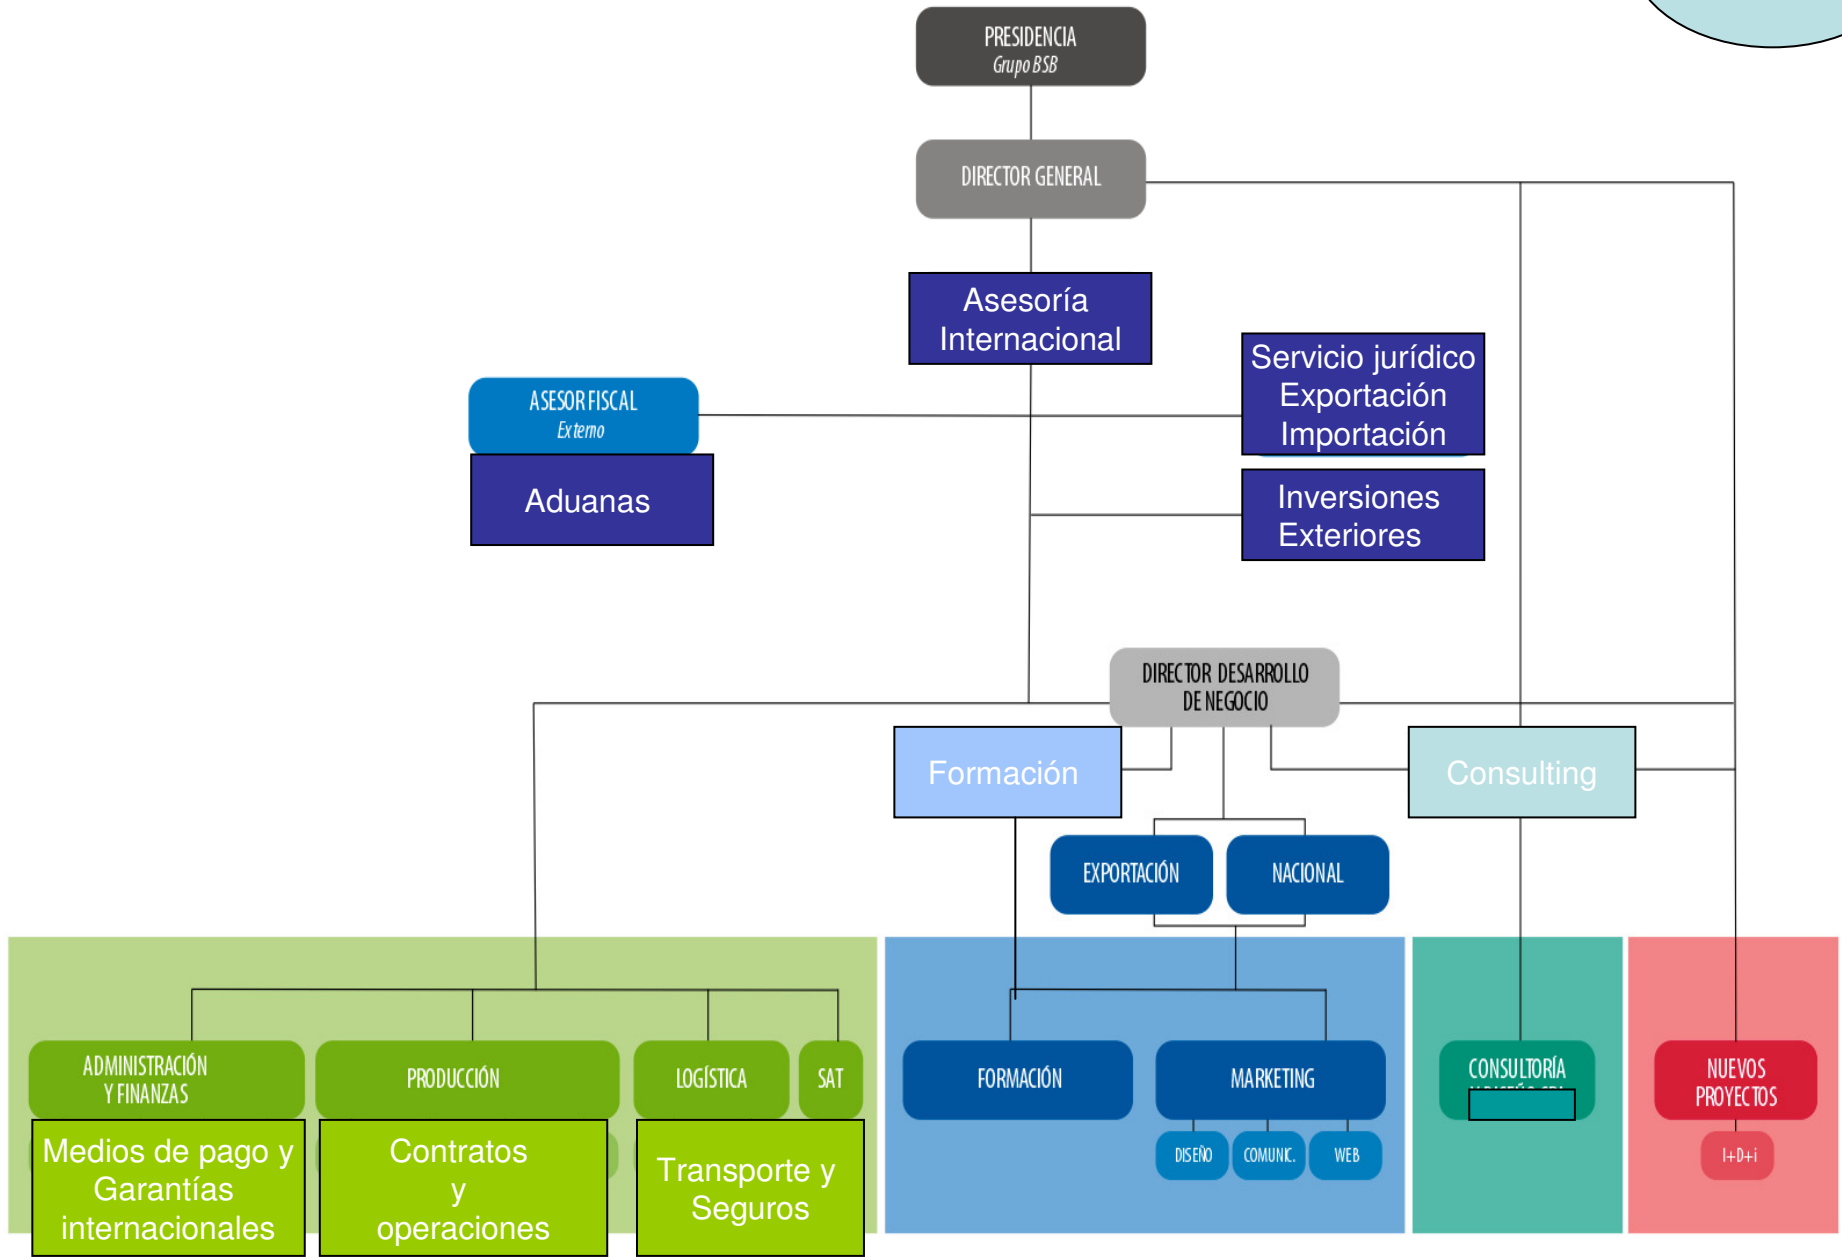 PRESIDENCIA
Grupo BSB
DIRECTOR GENERAL
Asesoría
Internacional
Servicio jurídico
Exportación
Importación
ASESOR FISCAL
Externo
Aduanas
Inversiones
Exteriores
DIRECTOR DESARROLLO
DE NEGOCIO
Formación
Consulting
EXPORTACIÓN
NACIONAL
ADMINISTRACIÓN
Y FINANZAS
PRODUCCIÓN
LOGÍSTICA
SAT
FORMACIÓN
MARKETING
CONSULTORÍA
NUEVOS
PROYECTOS
Medios de pago y
Garantías
internacionales
Contratos
y
operaciones
Transporte y
Seguros
DISEÑO
COMUNIC.
WEB
I+D+i